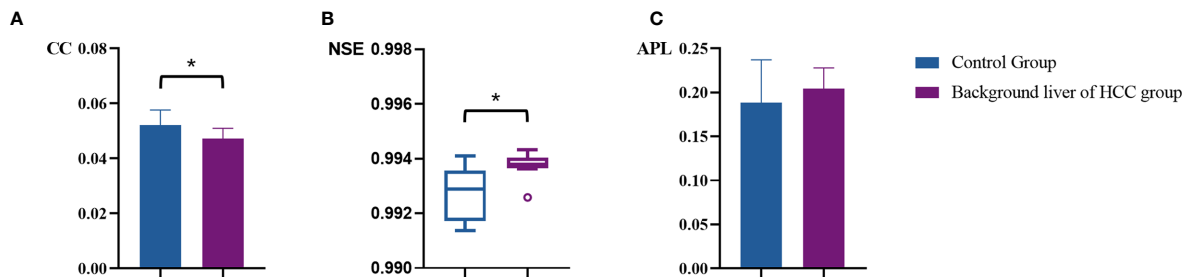 A
CC
0.08
0.06
0.04
0.02
0.00
*
B
NSE
0.998
0.996
0.994
0.992
0.990
*
C
APL
0.25
0.20
0.15
0.10
0.05
0.00
Control Group
Background liver of HCC group